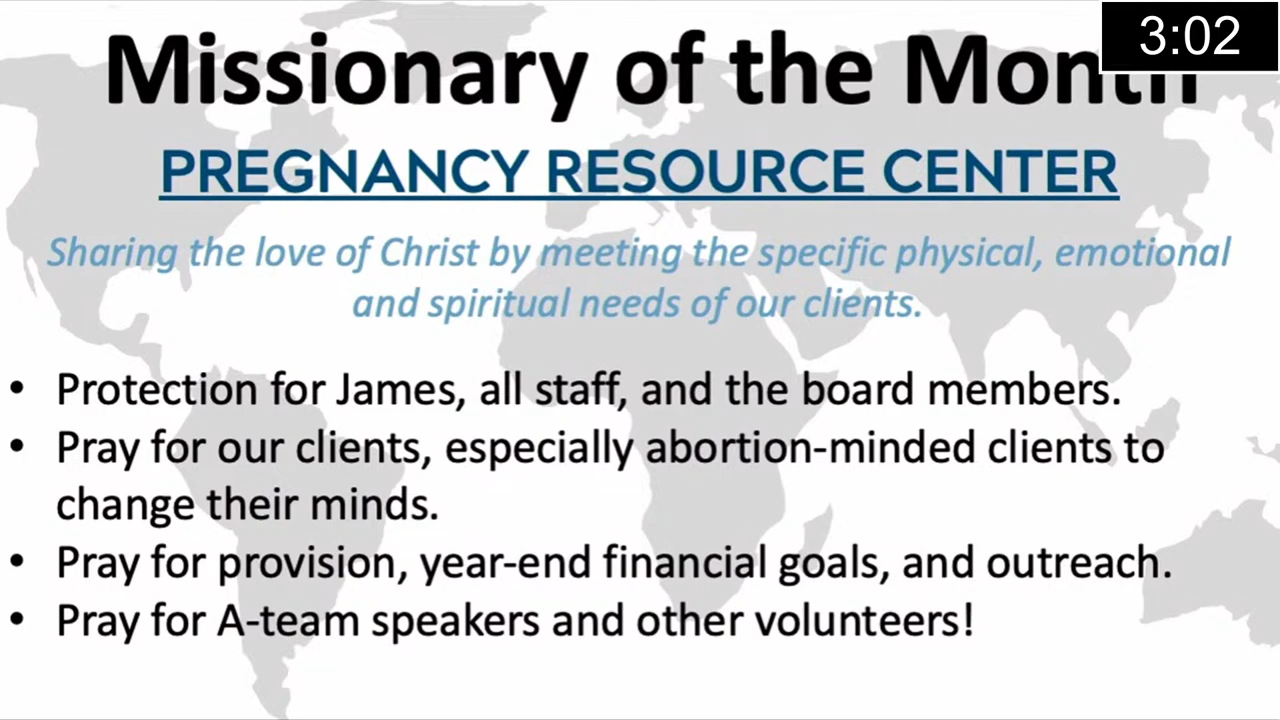 3:02
Missionary of the Month
PREGNANCY RESOURCE CENTER
Sharing the love of Christ by meeting the specific physical, emotional
and spiritual needs of our clients.
• Protection for James, all staff, and the board members.
• Pray for our clients, especially abortion-minded clients to
change their minds.
• Pray for provision, year-end financial goals, and outreach.
• Pray for A-team speakers and other volunteers!